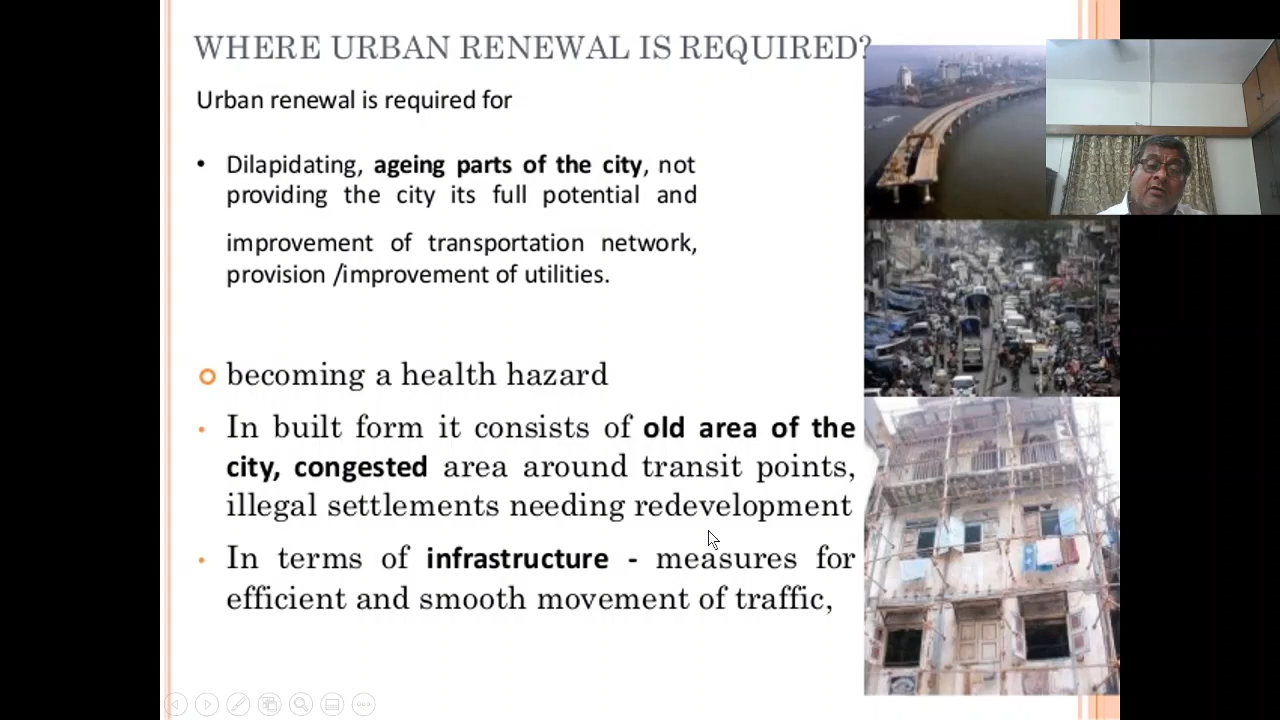 WHERE URBAN RENEWAL IS REQUIRED?
Urban renewal is required for
• Dilapidating, ageing parts of the city, not
providing the city its full potential and
improvement of transportation network,
provision /improvement of utilities.
becoming a health hazard
• In built form it consists of old area of the
city, congested area around transit points,
illegal settlements needing redevelopment
• In terms of infrastructure - measures for
efficient and smooth movement of traffic,